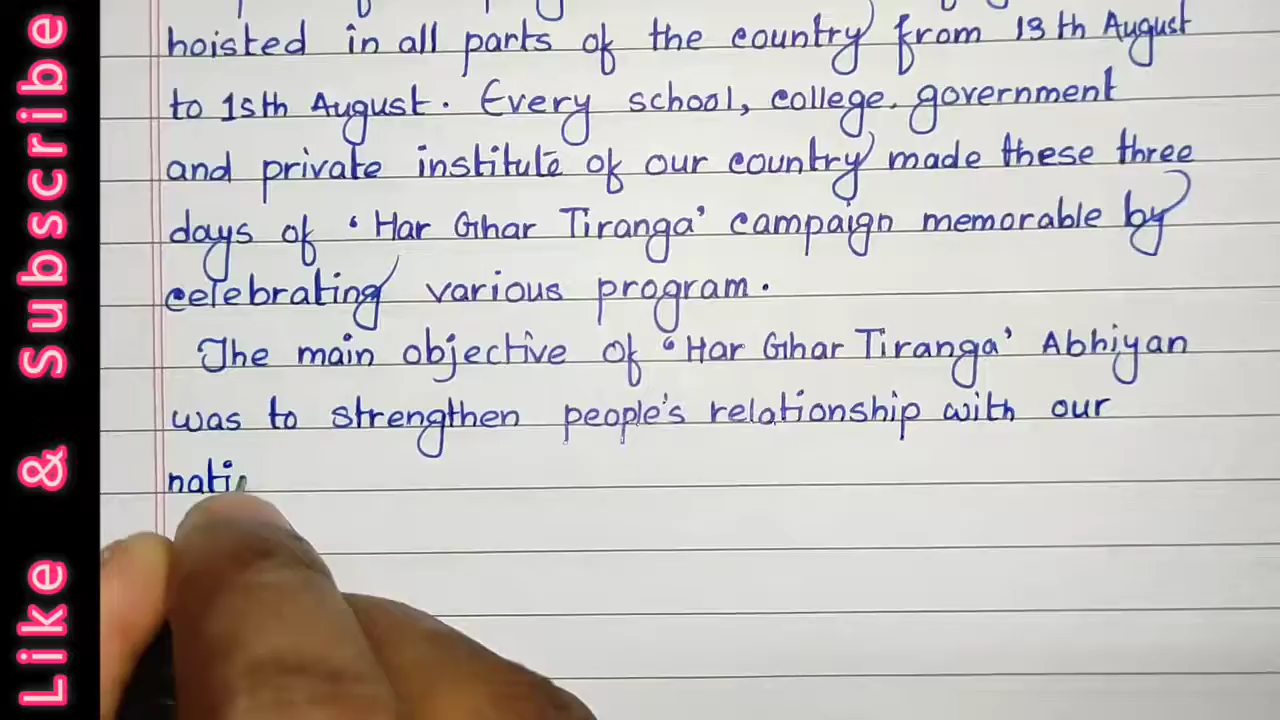 hoisted in all parts of the country from 13th August
to 15th August. Every school, college, government
and private institute of our country made these three
days of 'Har Ghar Tiranga' campaign memorable by
celebrating various program.
The main objective of 'Har Ghar Tiranga' Abhiyan
was to strengthen people's relationship with our
Like & Subscribe